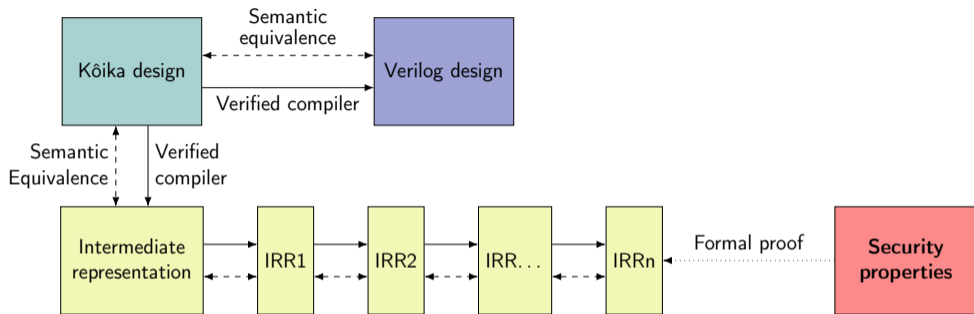 Semantic
equivalence
Kôika design
Verilog design
Verified compiler
Semantic
Equivalence
Verified
compiler
Intermediate
representation
IRR1
IRR2
IRR...
IRRn
Formal proof
Security
properties